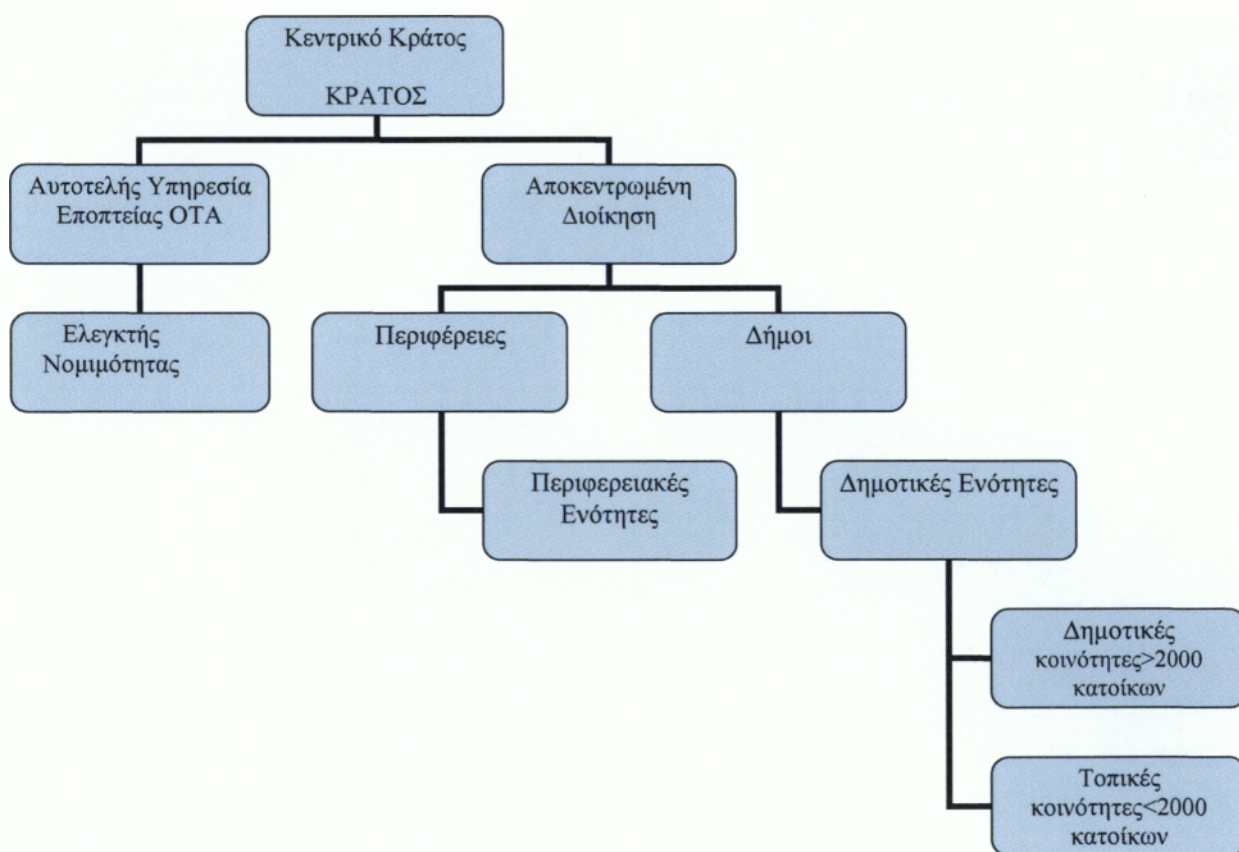 Κεντρικό Κράτος
ΚΡΑΤΟΣ
Αυτοτελής Υπηρεσία
Εποπτείας ΟΤΑ
Αποκεντρωμένη
Διοίκηση
Ελεγκτής
Νομιμότητας
Περιφέρειες
Δήμοι
Περιφερειακές
Ενότητες
Δημοτικές Ενότητες
Δημοτικές
κοινότητες>2000
κατοίκων
Τοπικές
κοινότητες<2000
κατοίκων